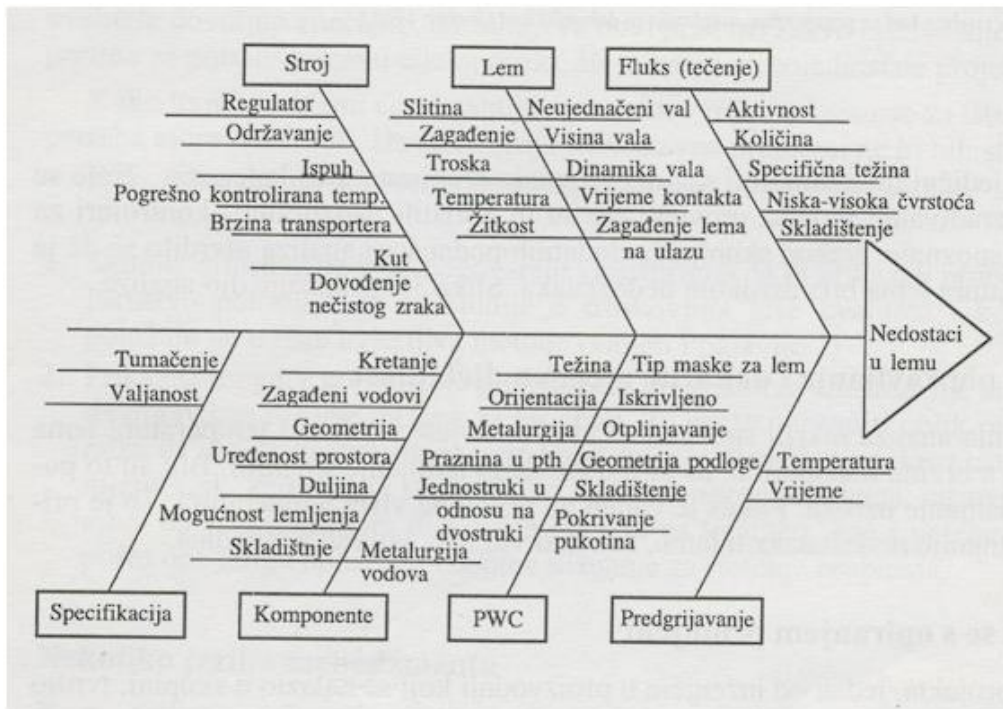 Stroj
Lem
Fluks (tečenje)
Regulator
Održavanje
Ispuh
Pogrešno kontrolirana temp.
Brzina transportera
Kut
Dovođenje
nečistog zraka
Slitina
Zagađenje
Troska
Temperatura
Žitkost
Neujednačen val
Visina vala
Dinamika vala
Vrijeme kontakta
Zagađenje lema
na ulazu
Aktivnost
Količina
Specifična težina
Niska-visoka čvrstoća
Skladištenje
Nedostaci
u lemu
Tumačenje
Valjanost
Kretanje
Zagađeni vodovi
Geometrija
Uređenost prostora
Duljina
Mogućnost lemljenja
Skladištnje
Metalurgija
vodova
Težina
Orijentacija
Metalurgija
Praznina u pth
Jednostruki u
odnosu na
dvostruki
Tip maske za lem
Iskrivljeno
Otplinjavanje
Geometrija podloge
Skladištenje
Pokrivanje
pukotina
Temperatura
Vrijeme
Specifikacija
Komponente
PWC
Predgrijavanje